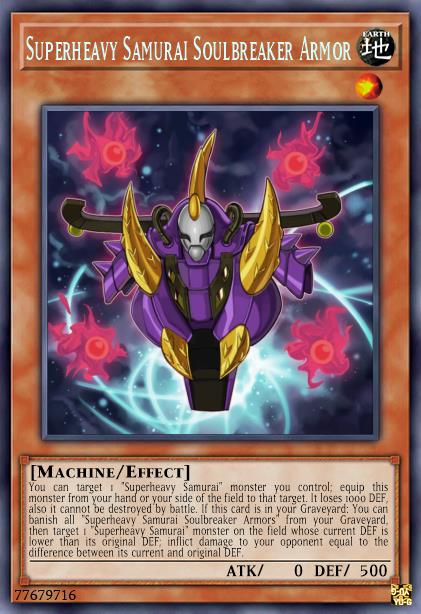 SUPERHEAVY SAMURAI SOULBREAKER ARMOR
EARTH
地
[MACHINE/EFFECT]
You can target 1 "Superheavy Samurai" monster you control; equip this
monster from your hand or your side of the field to that target. It loses 1000 DEF,
also it cannot be destroyed by battle. If this card is in your Graveyard: You can
banish all "Superheavy Samurai Soulbreaker Armors" from your Graveyard,
then target 1 "Superheavy Samurai" monster on the field whose current DEF is
lower than its original DEF; inflict damage to your opponent equal to the
difference between its current and original DEF.
ATK/ 0 DEF/ 500
77679716